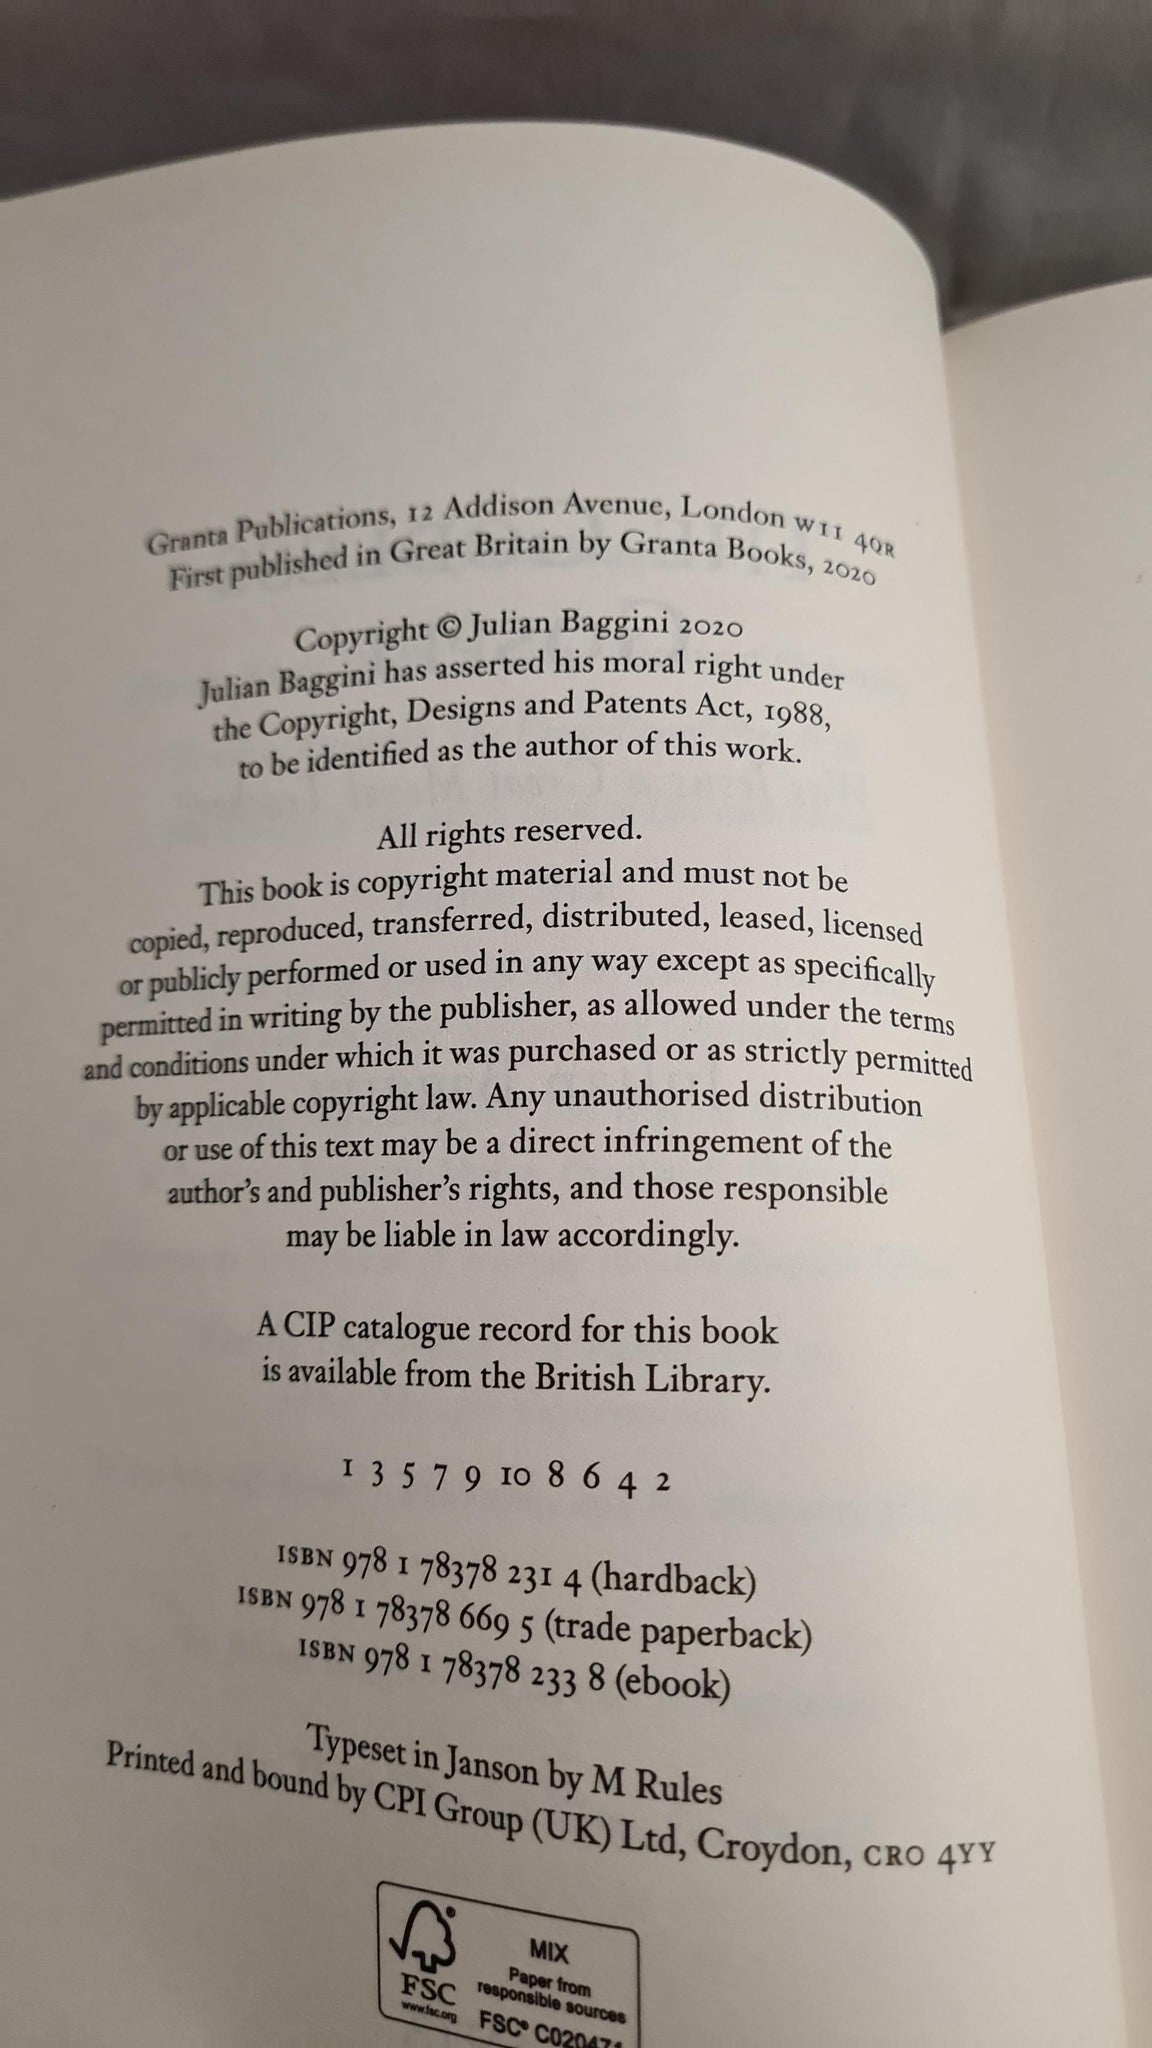 Granta Publications, 12 Addison Avenue, London W11 4QR
First published in Great Britain by Granta Books, 2020
Copyright © Julian Baggini 2020
Julian Baggini has asserted his moral right under
the Copyright, Designs and Patents Act, 1988,
to be identified as the author of this work.
All rights reserved.
This book is copyright material and must not be
copied, reproduced, transferred, distributed, leased, licensed
or publicly performed or used in any way except as specifically
permitted in writing by the publisher, as allowed under the terms
and conditions under which it was purchased or as strictly permitted
by applicable copyright law. Any unauthorised distribution
or use of this text may be a direct infringement of the
author's and publisher's rights, and those responsible
may be liable in law accordingly.
A CIP catalogue record for this book
is available from the British Library.
1 3 5 7 9 10 8 6 4 2
ISBN 978 1 78378 231 4 (hardback)
ISBN 978 1 78378 669 5 (trade paperback)
ISBN 978 1 78378 233 8 (ebook)
Typeset in Janson by M Rules
Printed and bound by CPI Group (UK) Ltd, Croydon, CR0 4YY
FSC
www.fsc.org
MIX
Paper from
responsible sources
FSC®